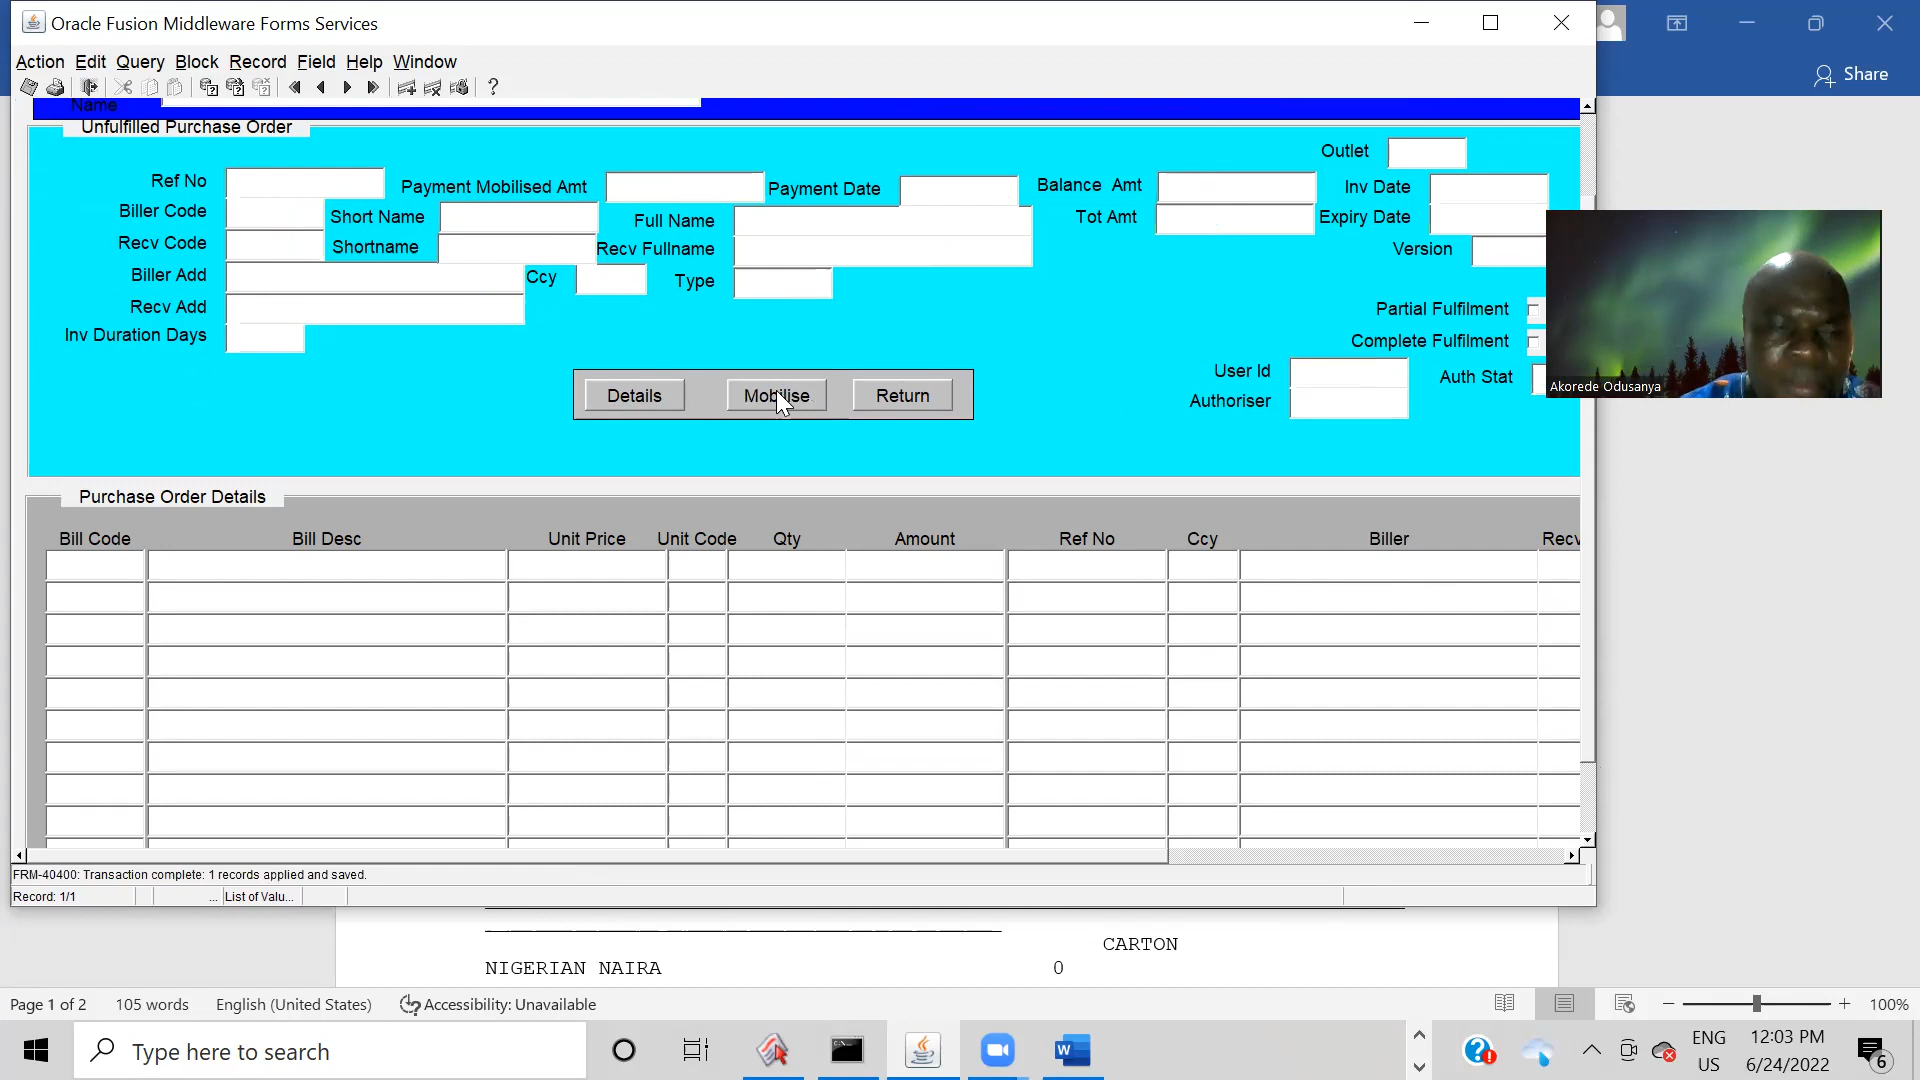 Oracle Fusion Middleware Forms Services
Share
Action Edit Query Block Record Field Help Window
Name
Unfulfilled Purchase Order
Outlet
Ref No Payment Mobilised Amt Payment Date Balance Amt Inv Date
Biller Code Short Name Full Name Tot Amt Expiry Date
Recv Code Shortname Recv Fullname Version
Biller Add Ccy Type
Recv Add Partial Fulfilment
Inv Duration Days Complete Fulfilment
User Id Auth Stat
Akorede Odusanya
Details Mobilise Return
Authoriser
Purchase Order Details
Bill Code Bill Desc Unit Price Unit Code Qty Amount Ref No Ccy Biller Recv
FRM-40400: Transaction complete: 1 records applied and saved.
Record: 1/1 ... List of Valu...
CARTON
NIGERIAN NAIRA 0
Page 1 of 2 105 words English (United States) Accessibility: Unavailable 100%
Type here to search
ENG 12:03 PM
US 6/24/2022 6